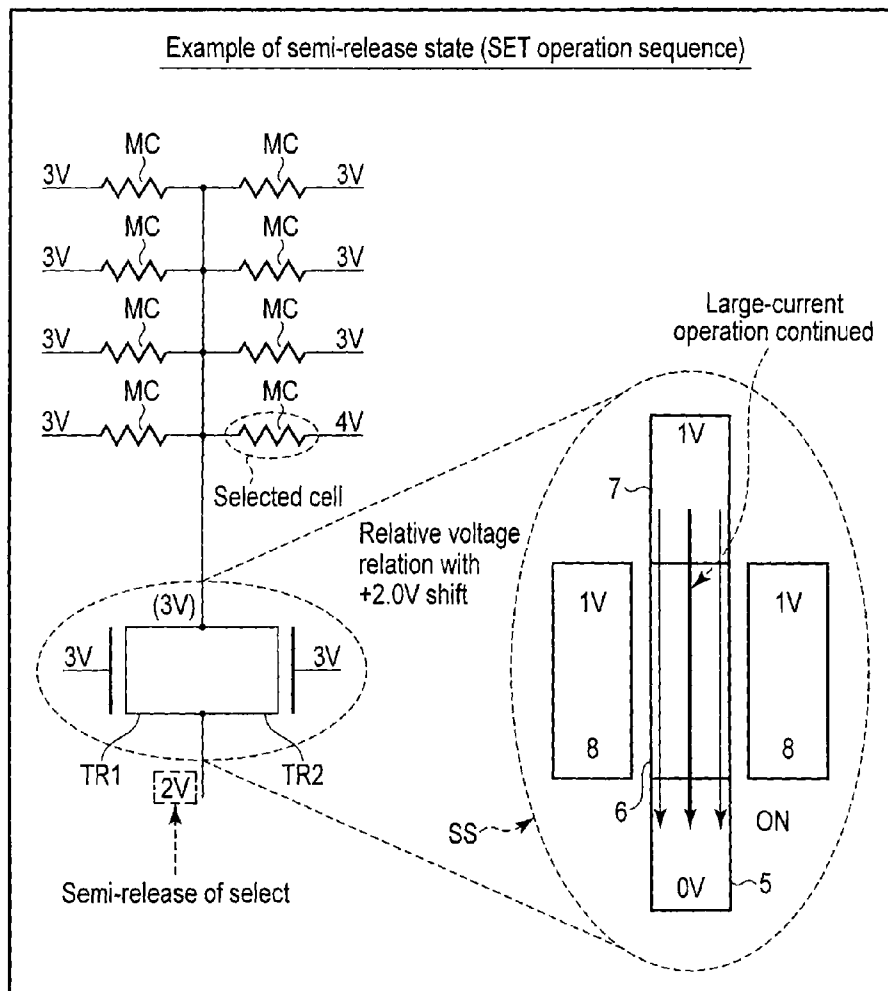 Example of semi-release state (SET operation sequence)
MC MC
3V 3V
MC MC
3V 3V
MC MC
3V 3V
MC MC
3V 4V
Selected cell
Large-current
operation continued
1V
7
Relative voltage
relation with
+2.0V shift
(3V)
1V 1V
3V 3V
8 8
TR1 TR2
6
2V
SS
ON
0V
5
Semi-release of select